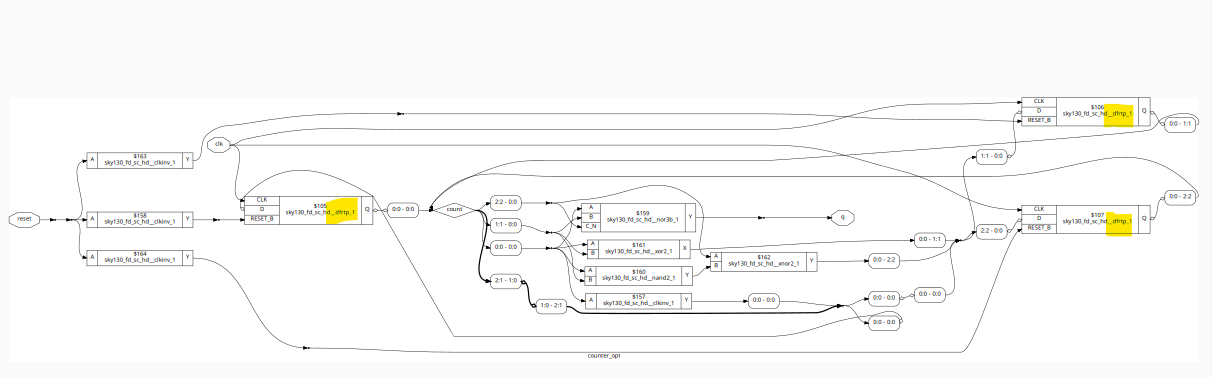 CLK
D
RESET_B
$106
sky130_fd_sc_hd__dfrtp_1
Q
0:0 - 1:1
clk
A
$163
sky130_fd_sc_hd__clkinv_1
Y
1:1 - 0:0
0:0 - 2:2
reset
A
$158
sky130_fd_sc_hd__clkinv_1
Y
CLK
D
RESET_B
$105
sky130_fd_sc_hd__dfrtp_1
Q
0:0 - 0:0
count
2:2 - 0:0
1:1 - 0:0
0:0 - 0:0
2:1 - 1:0
1:0 - 2:1
A
B
C_N
$159
sky130_fd_sc_hd__nor3b_1
Y
q
CLK
D
RESET_B
$107
sky130_fd_sc_hd__dfrtp_1
Q
2:2 - 0:0
A
B
$161
sky130_fd_sc_hd__xor2_1
X
0:0 - 1:1
A
$164
sky130_fd_sc_hd__clkinv_1
Y
A
B
$160
sky130_fd_sc_hd__nand2_1
Y
A
B
$162
sky130_fd_sc_hd__xnor2_1
Y
0:0 - 2:2
A
$157
sky130_fd_sc_hd__clkinv_1
Y
0:0 - 0:0
0:0 - 0:0
0:0 - 0:0
0:0 - 0:0
counter_opt